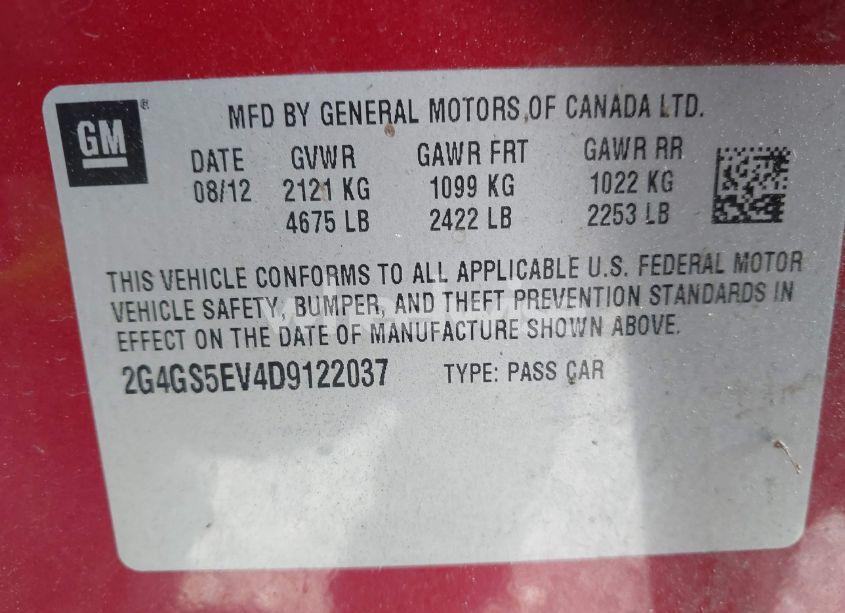 GM ®
MFD BY GENERAL MOTORS OF CANADA LTD.
DATE GVWR GAWR FRT GAWR RR
08/12 2121 KG 1099 KG 1022 KG
4675 LB 2422 LB 2253 LB
THIS VEHICLE CONFORMS TO ALL APPLICABLE U.S. FEDERAL MOTOR
VEHICLE SAFETY, BUMPER, AND THEFT PREVENTION STANDARDS IN
EFFECT ON THE DATE OF MANUFACTURE SHOWN ABOVE.
2G4GS5EV4D9122037 TYPE: PASS CAR